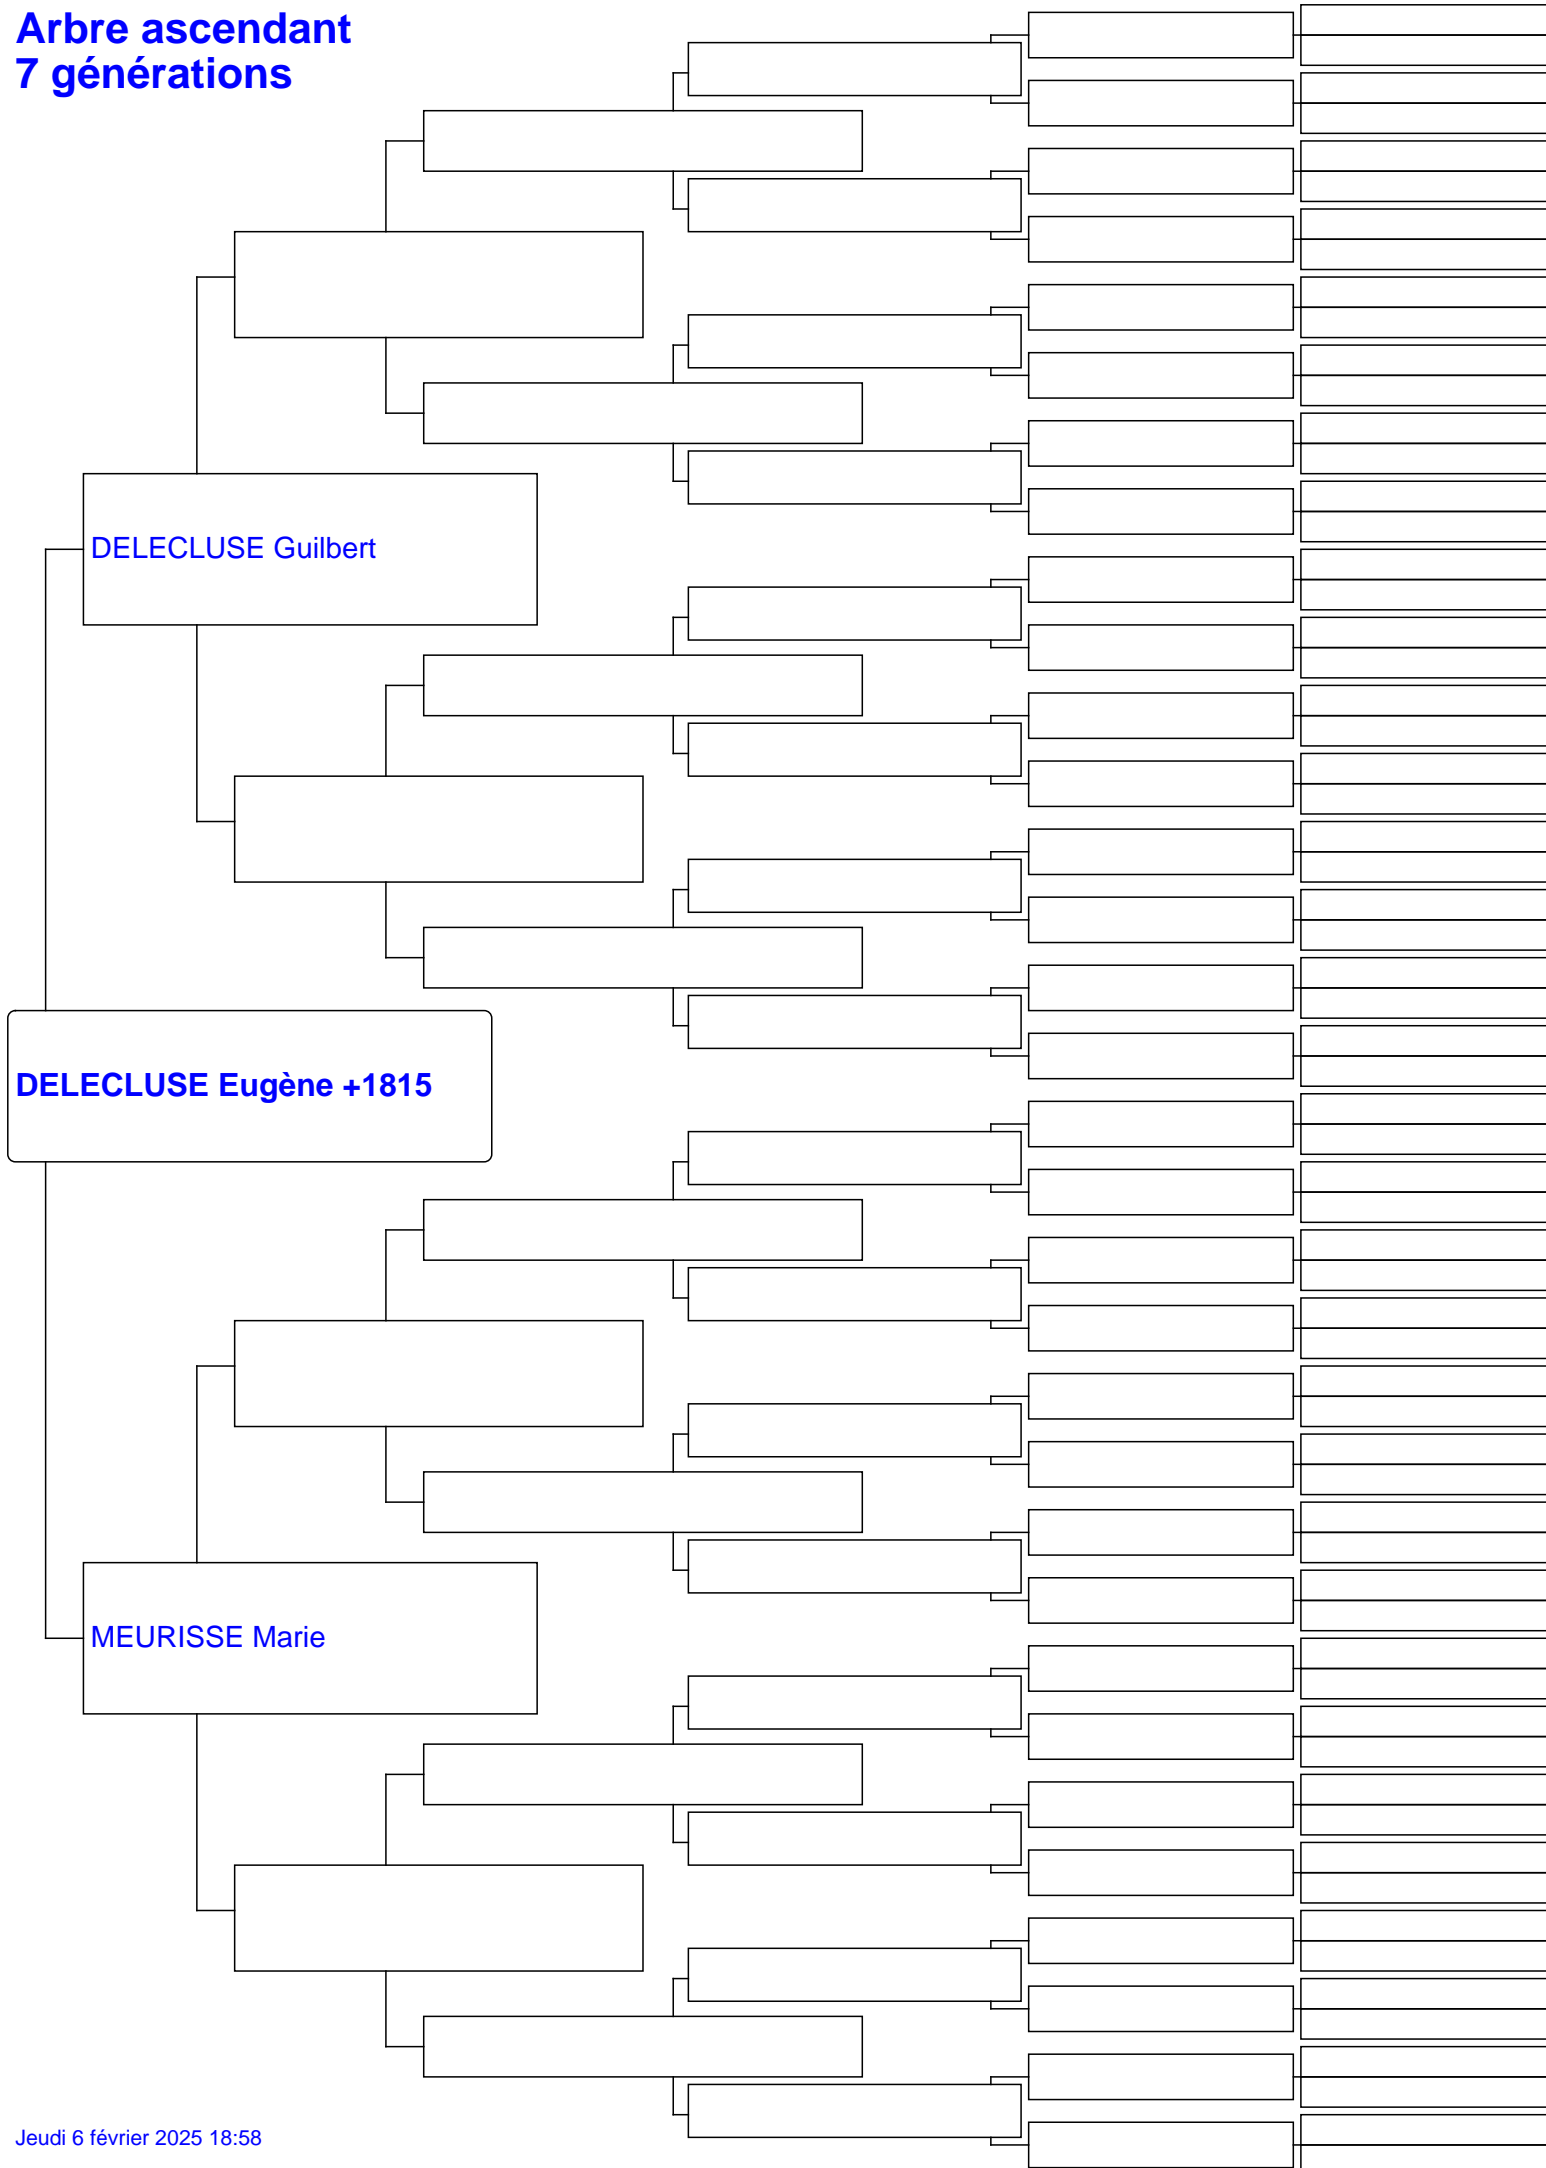 Arbre ascendant
7 générations
DELECLUSE Guilbert
DELECLUSE Eugène +1815
MEURISSE Marie
Jeudi 6 février 2025 18:58